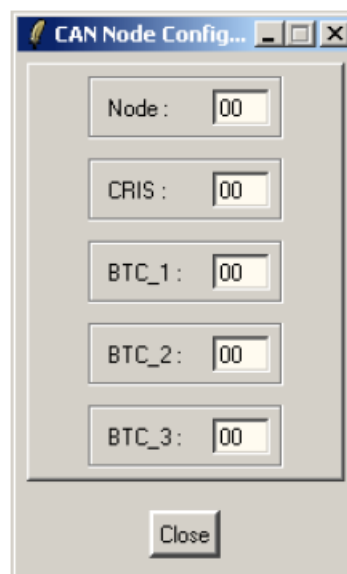 CAN Node Config...
Node : 00
CRIS : 00
BTC_1 : 00
BTC_2 : 00
BTC_3 : 00
Close